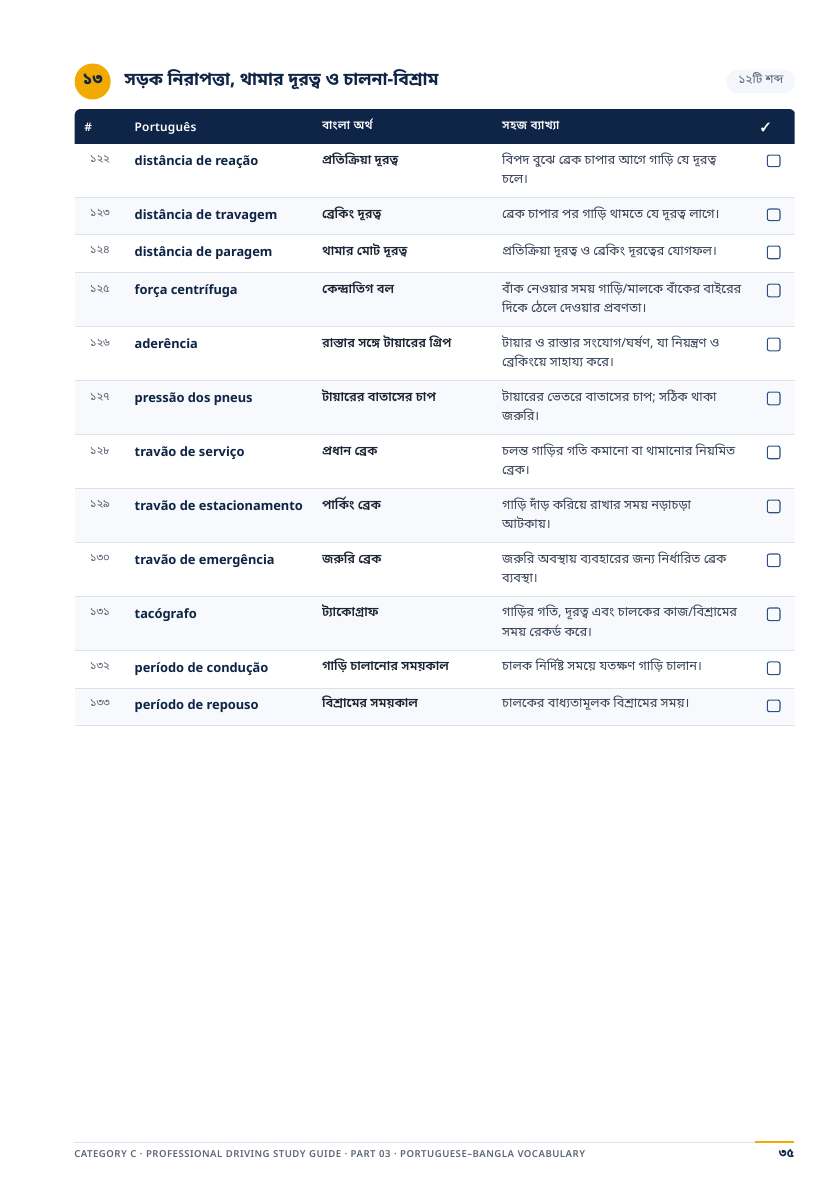 ১৩ সড়ক নিরাপত্তা, থামার দূরত্ব ও চালনা-বিশ্রাম ১২টি শব্দ
# Português বাংলা অর্থ সহজ ব্যাখ্যা ✓
১২২ distância de reação প্রতিক্রিয়া দূরত্ব বিপদ বুঝে ব্রেক চাপার আগে গাড়ি যে দূরত্ব
চলে।
১২৩ distância de travagem ব্রেকিং দূরত্ব ব্রেক চাপার পর গাড়ি থামতে যে দূরত্ব লাগে।
১২৪ distância de paragem থামার মোট দূরত্ব প্রতিক্রিয়া দূরত্ব ও ব্রেকিং দূরত্বের যোগফল।
১২৫ força centrífuga কেন্দ্রাতিগ বল বাঁক নেওয়ার সময় গাড়ি/মালকে বাঁকের বাইরের
দিকে ঠেলে দেওয়ার প্রবণতা।
১২৬ aderência রাস্তার সঙ্গে টায়ারের গ্রিপ টায়ার ও রাস্তার সংযোগ/ঘর্ষণ, যা নিয়ন্ত্রণ ও
ব্রেকিংয়ে সাহায্য করে।
১২৭ pressão dos pneus টায়ারের বাতাসের চাপ টায়ারের ভেতরে বাতাসের চাপ; সঠিক থাকা
জরুরি।
১২৮ travão de serviço প্রধান ব্রেক চলন্ত গাড়ির গতি কমানো বা থামানোর নিয়মিত
ব্রেক।
১২৯ travão de estacionamento পার্কিং ব্রেক গাড়ি দাঁড় করিয়ে রাখার সময় নড়াচড়া
আটকায়।
১৩০ travão de emergência জরুরি ব্রেক জরুরি অবস্থায় ব্যবহারের জন্য নির্ধারিত ব্রেক
ব্যবস্থা।
১৩১ tacógrafo ট্যাকোগ্রাফ গাড়ির গতি, দূরত্ব এবং চালকের কাজ/বিশ্রামের
সময় রেকর্ড করে।
১৩২ período de condução গাড়ি চালানোর সময়কাল চালক নির্দিষ্ট সময়ে যতক্ষণ গাড়ি চালান।
১৩৩ período de repouso বিশ্রামের সময়কাল চালকের বাধ্যতামূলক বিশ্রামের সময়।
CATEGORY C · PROFESSIONAL DRIVING STUDY GUIDE · PART 03 · PORTUGUESE–BANGLA VOCABULARY ৩৫